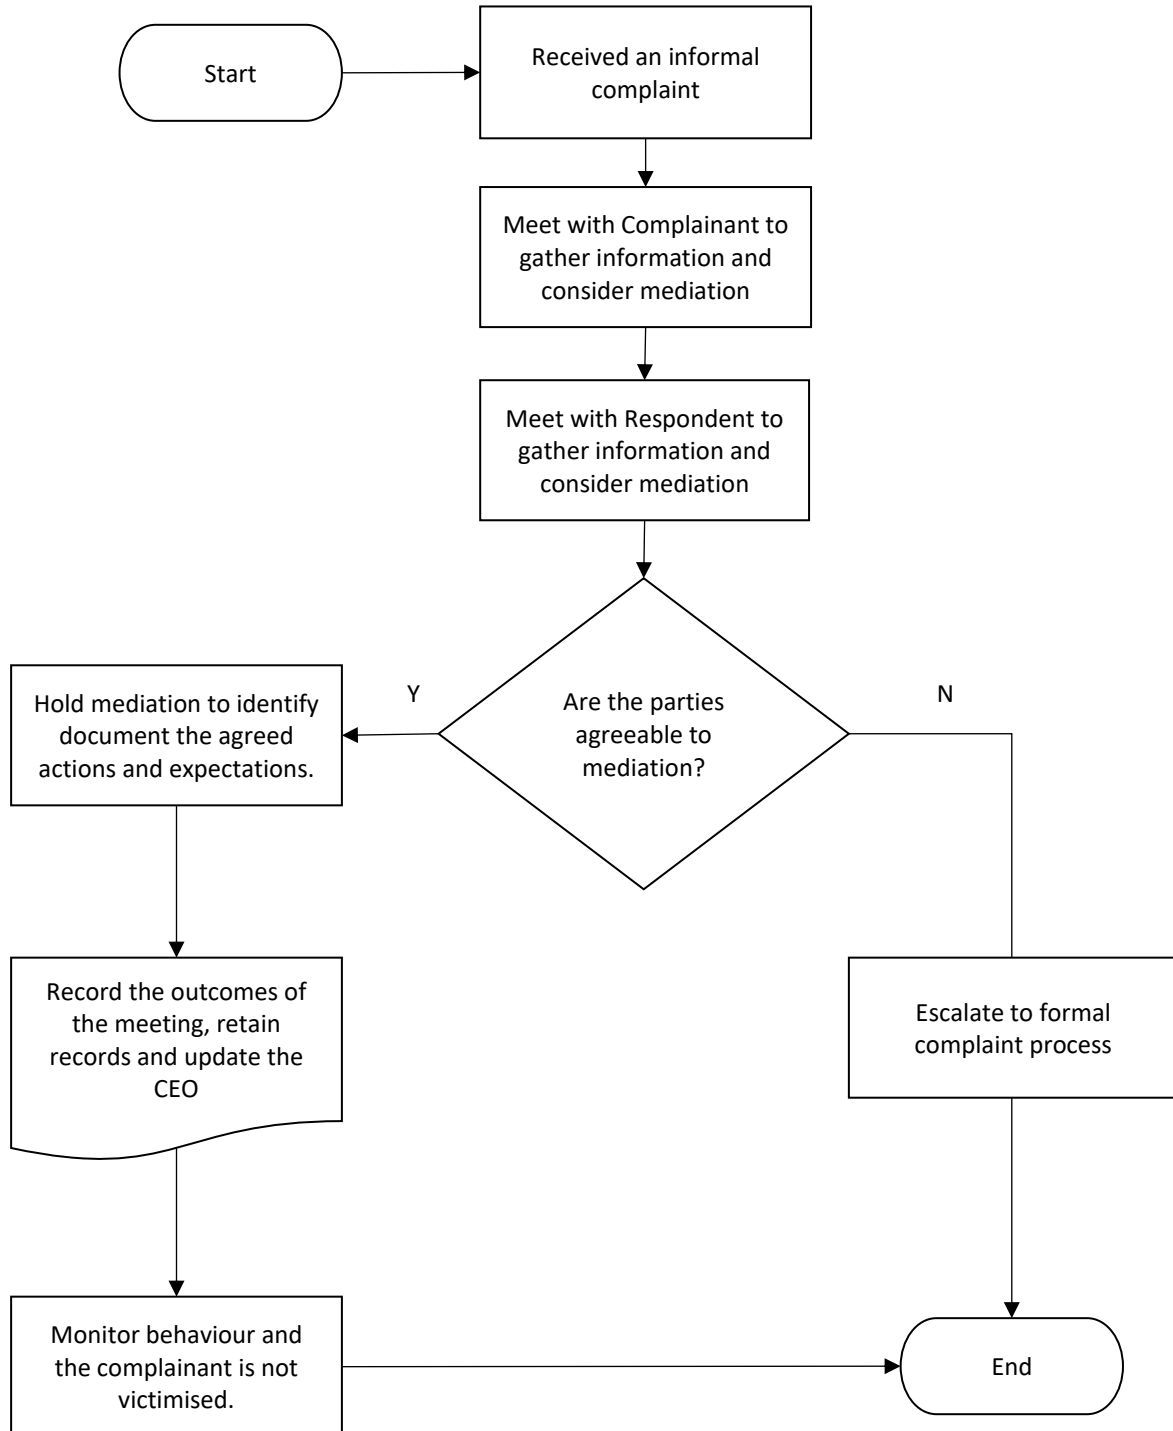 Start
Received an informal
complaint
Meet with Complainant to
gather information and
consider mediation
Meet with Respondent to
gather information and
consider mediation
Are the parties
agreeable to
mediation?
Y
N
Hold mediation to identify
document the agreed
actions and expectations.
Record the outcomes of
the meeting, retain
records and update the
CEO
Escalate to formal
complaint process
Monitor behaviour and
the complainant is not
victimised.
End